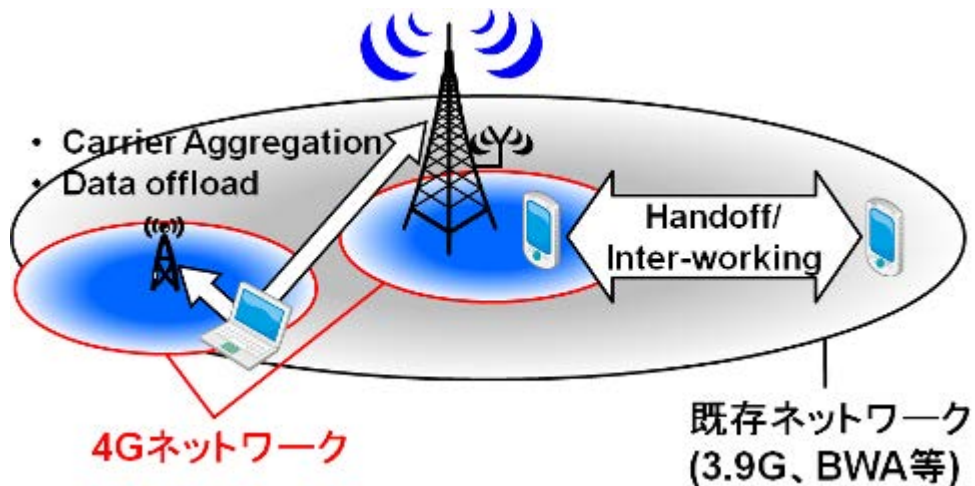 • Carrier Aggregation
• Data offload
Handoff/
Inter-working
4Gネットワーク
既存ネットワーク
(3.9G、BWA等)